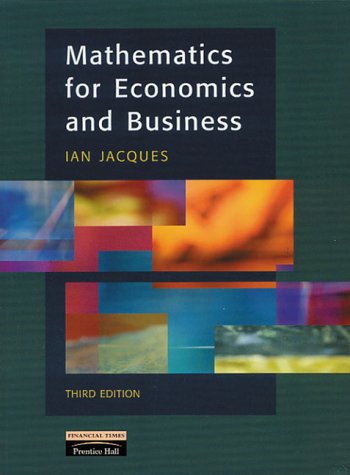 Mathematics
for Economics
and Business
IAN JACQUES
THIRD EDITION
FINANCIAL TIMES
Prentice Hall